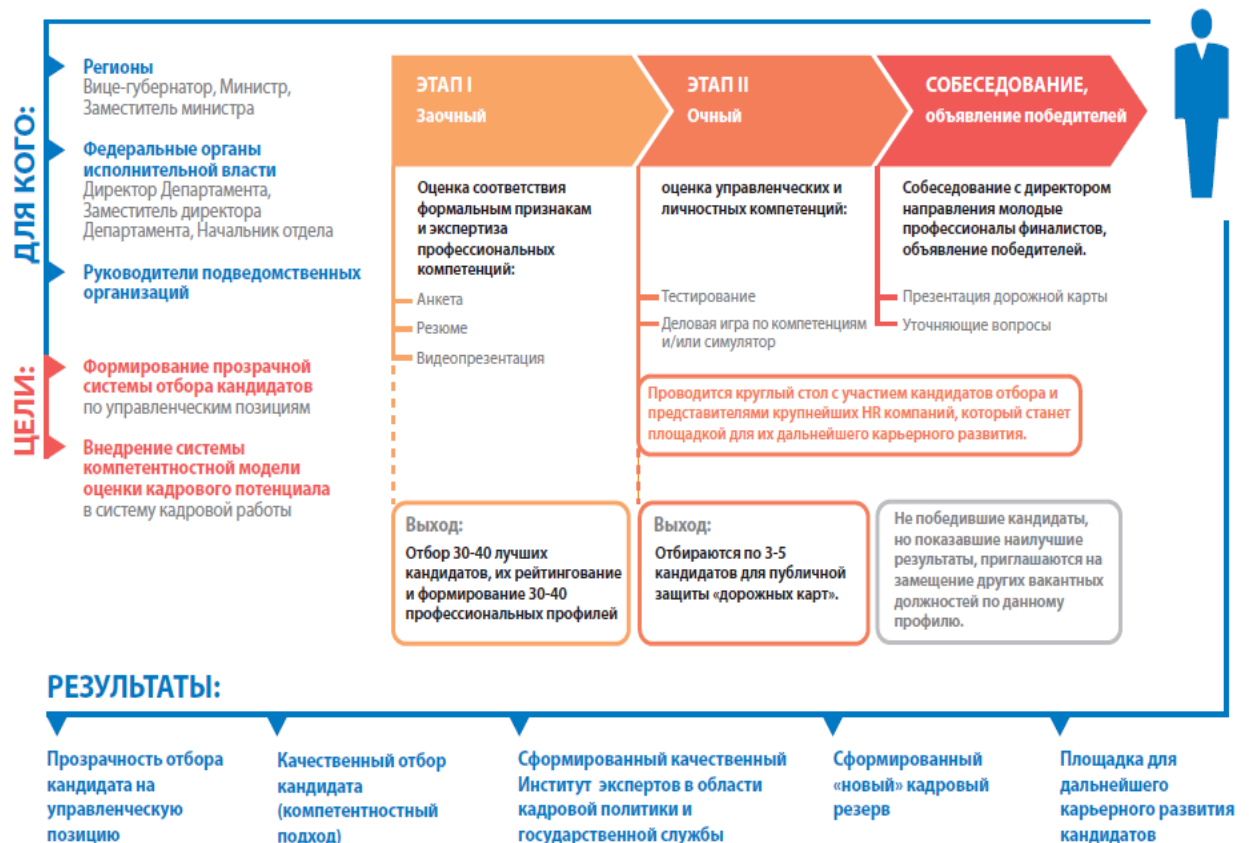 ДЛЯ КОГО:
Регионы
Вице-губернатор, Министр,
Заместитель министра
Федеральные органы
исполнительной власти
Директор Департамента,
Заместитель директора
Департамента, Начальник отдела
Руководители подведомственных
организаций
ЦЕЛИ:
Формирование прозрачной
системы отбора кандидатов
по управленческим позициям
Внедрение системы
компетентностной модели
оценки кадрового потенциала
в систему кадровой работы
ЭТАП I
Заочный
Оценка соответствия
формальным признакам
и экспертиза
профессиональных
компетенций:
Анкета
Резюме
Видеопрезентация
Выход:
Отбор 30-40 лучших
кандидатов, их рейтингование
и формирование 30-40
профессиональных профилей
ЭТАП II
Очный
оценка управленческих и
личностных компетенций:
Тестирование
Деловая игра по компетенциям
и/или симулятор
Проводится круглый стол с участием кандидатов отбора и
представителями крупнейших HR компаний, который станет
площадкой для их дальнейшего карьерного развития.
Выход:
Отбираются по 3-5
кандидатов для публичной
защиты «дорожных карт».
СОБЕСЕДОВАНИЕ,
объявление победителей
Собеседование с директором
направления молодые
профессионалы финалистов,
объявление победителей.
Презентация дорожной карты
Уточняющие вопросы
Не победившие кандидаты,
но показавшие наилучшие
результаты, приглашаются на
замещение других вакантных
должностей по данному
профилю.
РЕЗУЛЬТАТЫ:
Прозрачность отбора
кандидата на
управленческую
позицию
Качественный отбор
кандидата
(компетентностный
подход)
Сформированный качественный
Институт экспертов в области
кадровой политики и
государственной службы
Сформированный
«новый» кадровый
резерв
Площадка для
дальнейшего
карьерного развития
кандидатов